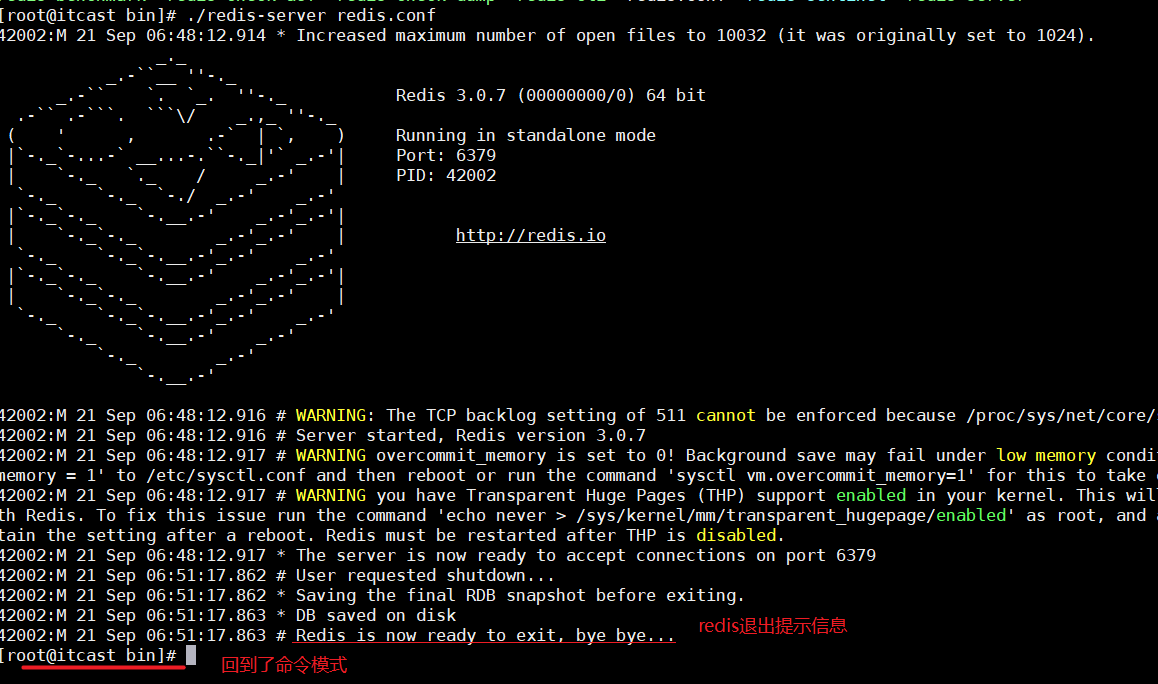 [root@itcast bin]# ./redis-server redis.conf
42002:M 21 Sep 06:48:12.914 * Increased maximum number of open files to 10032 (it was originally set to 1024).
Redis 3.0.7 (00000000/0) 64 bit
Running in standalone mode
Port: 6379
PID: 42002
http://redis.io
42002:M 21 Sep 06:48:12.916 # WARNING: The TCP backlog setting of 511 cannot be enforced because /proc/sys/net/core/
42002:M 21 Sep 06:48:12.916 # Server started, Redis version 3.0.7
42002:M 21 Sep 06:48:12.917 # WARNING overcommit_memory is set to 0! Background save may fail under low memory condi
memory = 1' to /etc/sysctl.conf and then reboot or run the command 'sysctl vm.overcommit_memory=1' for this to take
42002:M 21 Sep 06:48:12.917 # WARNING you have Transparent Huge Pages (THP) support enabled in your kernel. This wil
th Redis. To fix this issue run the command 'echo never > /sys/kernel/mm/transparent_hugepage/enabled' as root, and
tain the setting after a reboot. Redis must be restarted after THP is disabled.
42002:M 21 Sep 06:48:12.917 * The server is now ready to accept connections on port 6379
42002:M 21 Sep 06:51:17.862 # User requested shutdown...
42002:M 21 Sep 06:51:17.862 * Saving the final RDB snapshot before exiting.
42002:M 21 Sep 06:51:17.863 * DB saved on disk
42002:M 21 Sep 06:51:17.863 # Redis is now ready to exit, bye bye... redis退出提示信息
[root@itcast bin]# 回到了命令模式